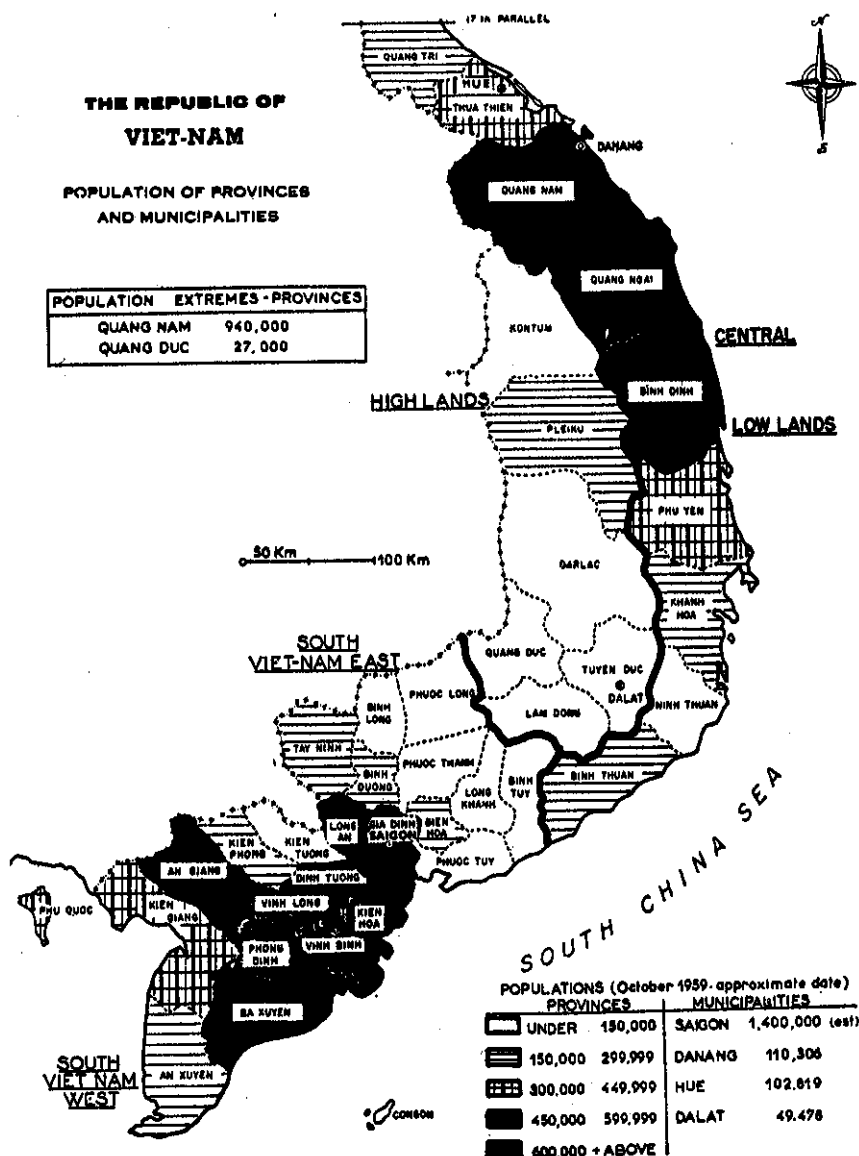 17 TH PARALLEL
N
S
THE REPUBLIC OF
VIET-NAM
POPULATION OF PROVINCES
AND MUNICIPALITIES
POPULATION EXTREMES - PROVINCES
QUANG NAM 940,000
QUANG DUC 27,000
QUANG TRI
HUE
THUA THIEN
DANANG
QUANG NAM
QUANG NGAI
KONTUM
CENTRAL
BINH DINH
HIGH LANDS
LOW LANDS
PLEIKU
PHU YEN
50 Km 100 Km
DARLAC
KHANH
HOA
SOUTH
VIET-NAM EAST
QUANG DUC
TUYEN DUC
DALAT
PHUOC LONG
BINH
LONG
LAM DONG
NINH THUAN
TAY NINH
PHUOC THANH
BINH
DUONG
LONG
KHANH
BINH
TUY
BINH THUAN
LONG
AN
GIA DINH
SAIGON
BIEN
HOA
KIEN
PHONG
KIEN
TUONG
PHUOC TUY
AN GIANG
DINH TUONG
PHU QUOC
KIEN
GIANG
VINH LONG
KIEN
HOA
PHONG
DINH
VINH BINH
BA XUYEN
SOUTH CHINA SEA
SOUTH
VIET NAM
WEST
AN XUYEN
CONSON
POPULATIONS (October 1959-approximate date)
PROVINCES MUNICIPALITIES
UNDER 150,000 SAIGON 1,400,000 (est)
150,000 299,999 DANANG 110,306
300,000 449,999 HUE 102,819
450,000 599,999 DALAT 49.478
600,000 + ABOVE